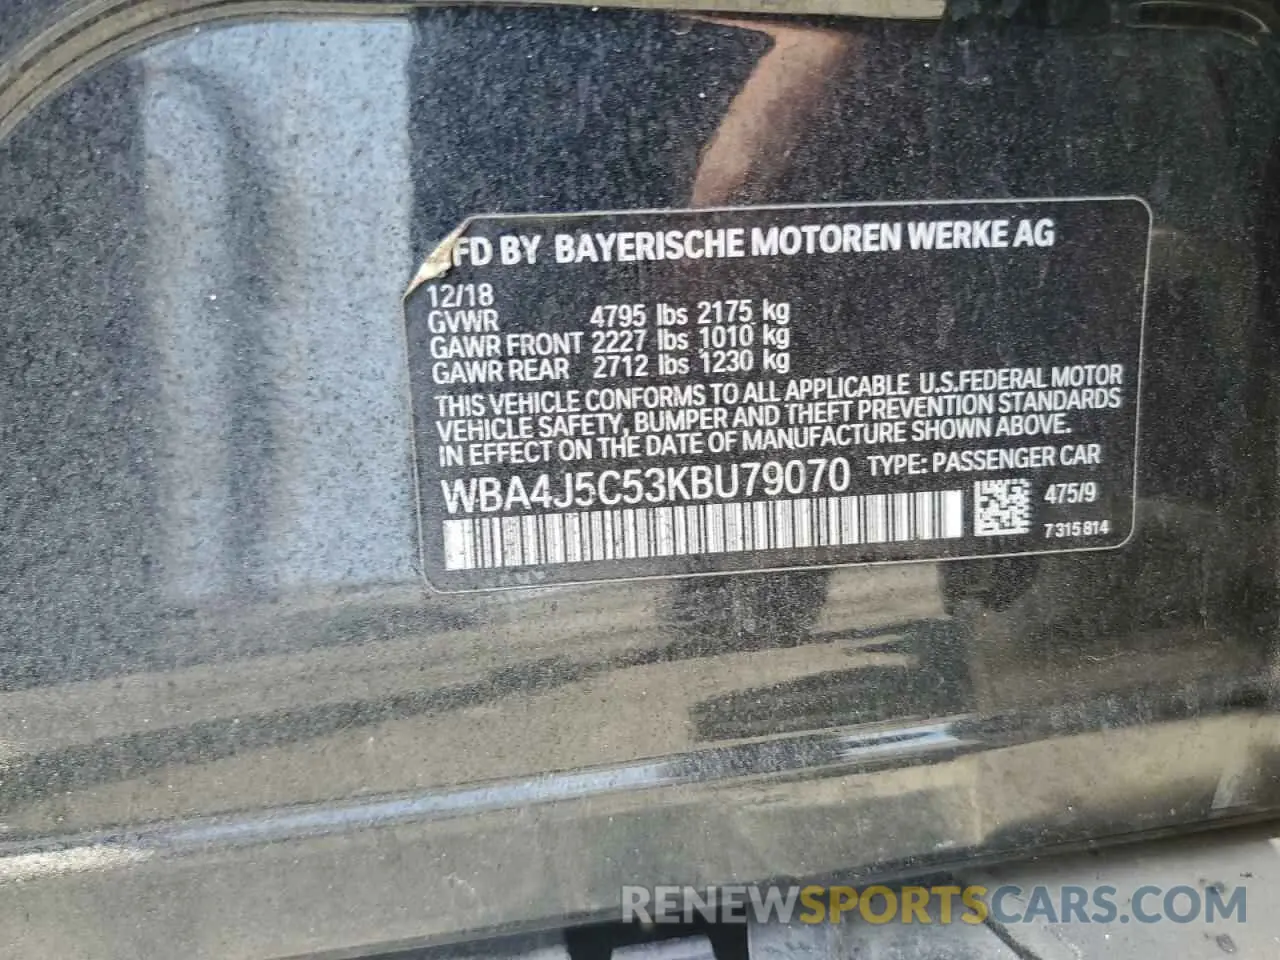 FD BY BAYERISCHE MOTOREN WERKE AG
12/18
GVWR 4795 lbs 2175 kg
GAWR FRONT 2227 lbs 1010 kg
GAWR REAR 2712 lbs 1230 kg
THIS VEHICLE CONFORMS TO ALL APPLICABLE U.S.FEDERAL MOTOR
VEHICLE SAFETY, BUMPER AND THEFT PREVENTION STANDARDS
IN EFFECT ON THE DATE OF MANUFACTURE SHOWN ABOVE.
WBA4J5C53KBU79070 TYPE: PASSENGER CAR
475/9
7 315 814
RENEWSPORTSCARS.COM